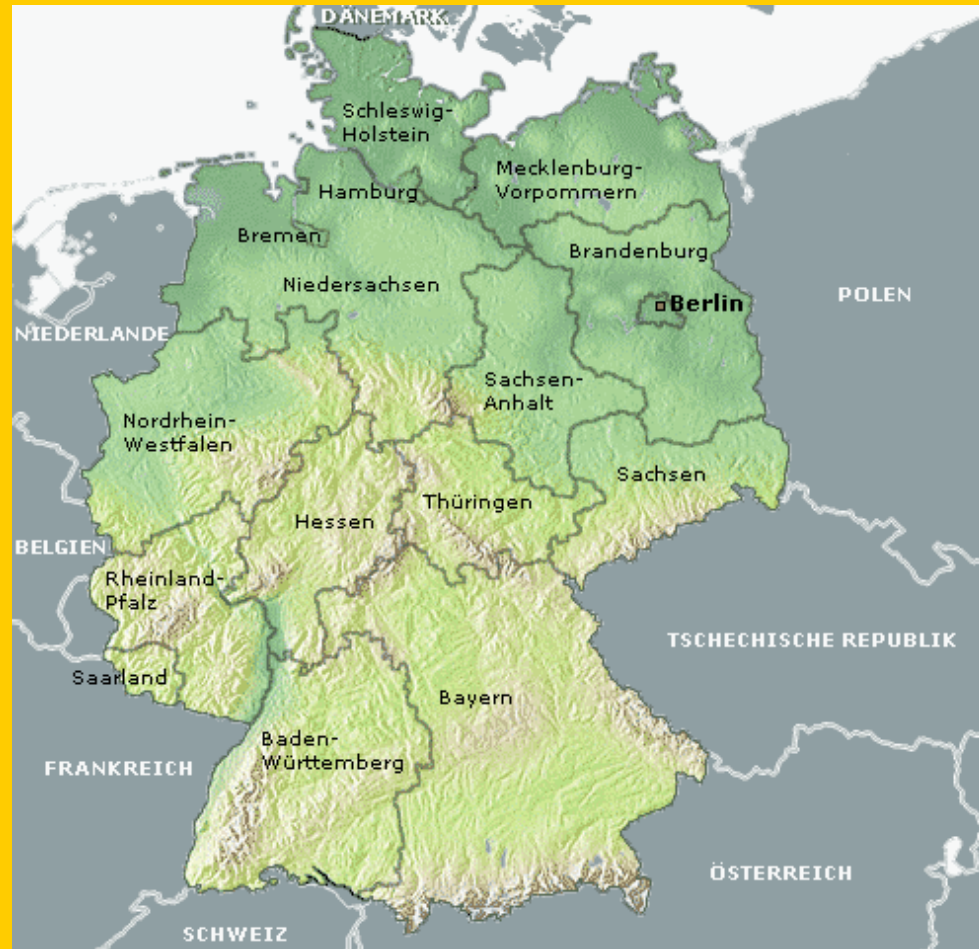 DÄNEMARK
Schleswig-
Holstein
Mecklenburg-
Vorpommern
Hamburg
Bremen
Brandenburg
Niedersachsen
Berlin
POLEN
NIEDERLANDE
Sachsen-
Anhalt
Nordrhein-
Westfalen
Sachsen
Thüringen
Hessen
BELGIEN
Rheinland-
Pfalz
TSCHECHISCHE REPUBLIK
Saarland
Bayern
Baden-
Württemberg
FRANKREICH
ÖSTERREICH
SCHWEIZ